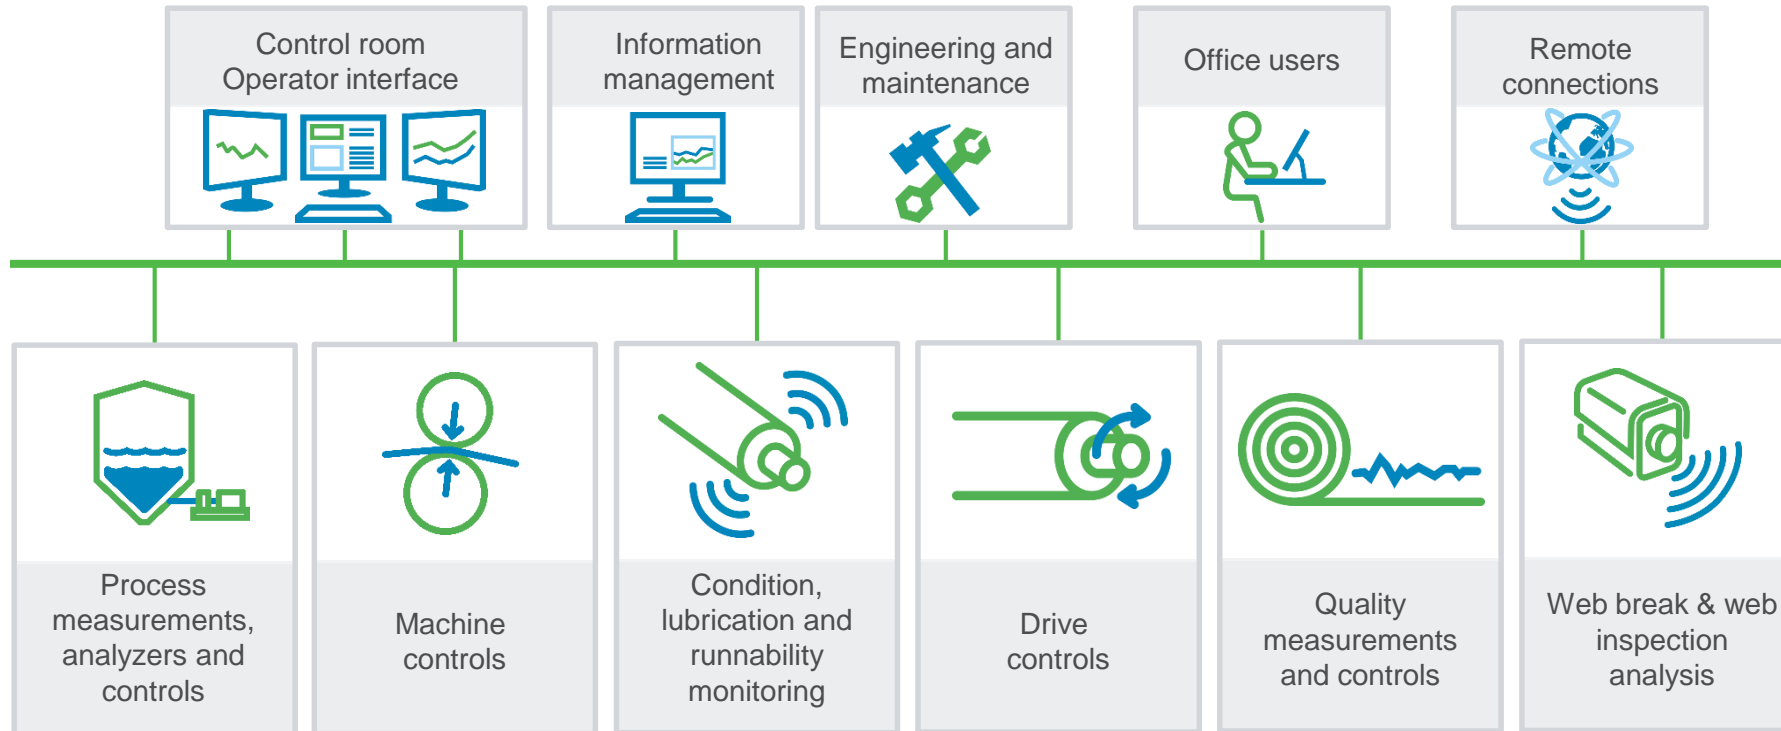 Control room
Operator interface
Information
management
Engineering and
maintenance
Office users
Remote
connections
Process
measurements,
analyzers and
controls
Machine
controls
Condition,
lubrication and
runnability
monitoring
Drive
controls
Quality
measurements
and controls
Web break & web
inspection
analysis